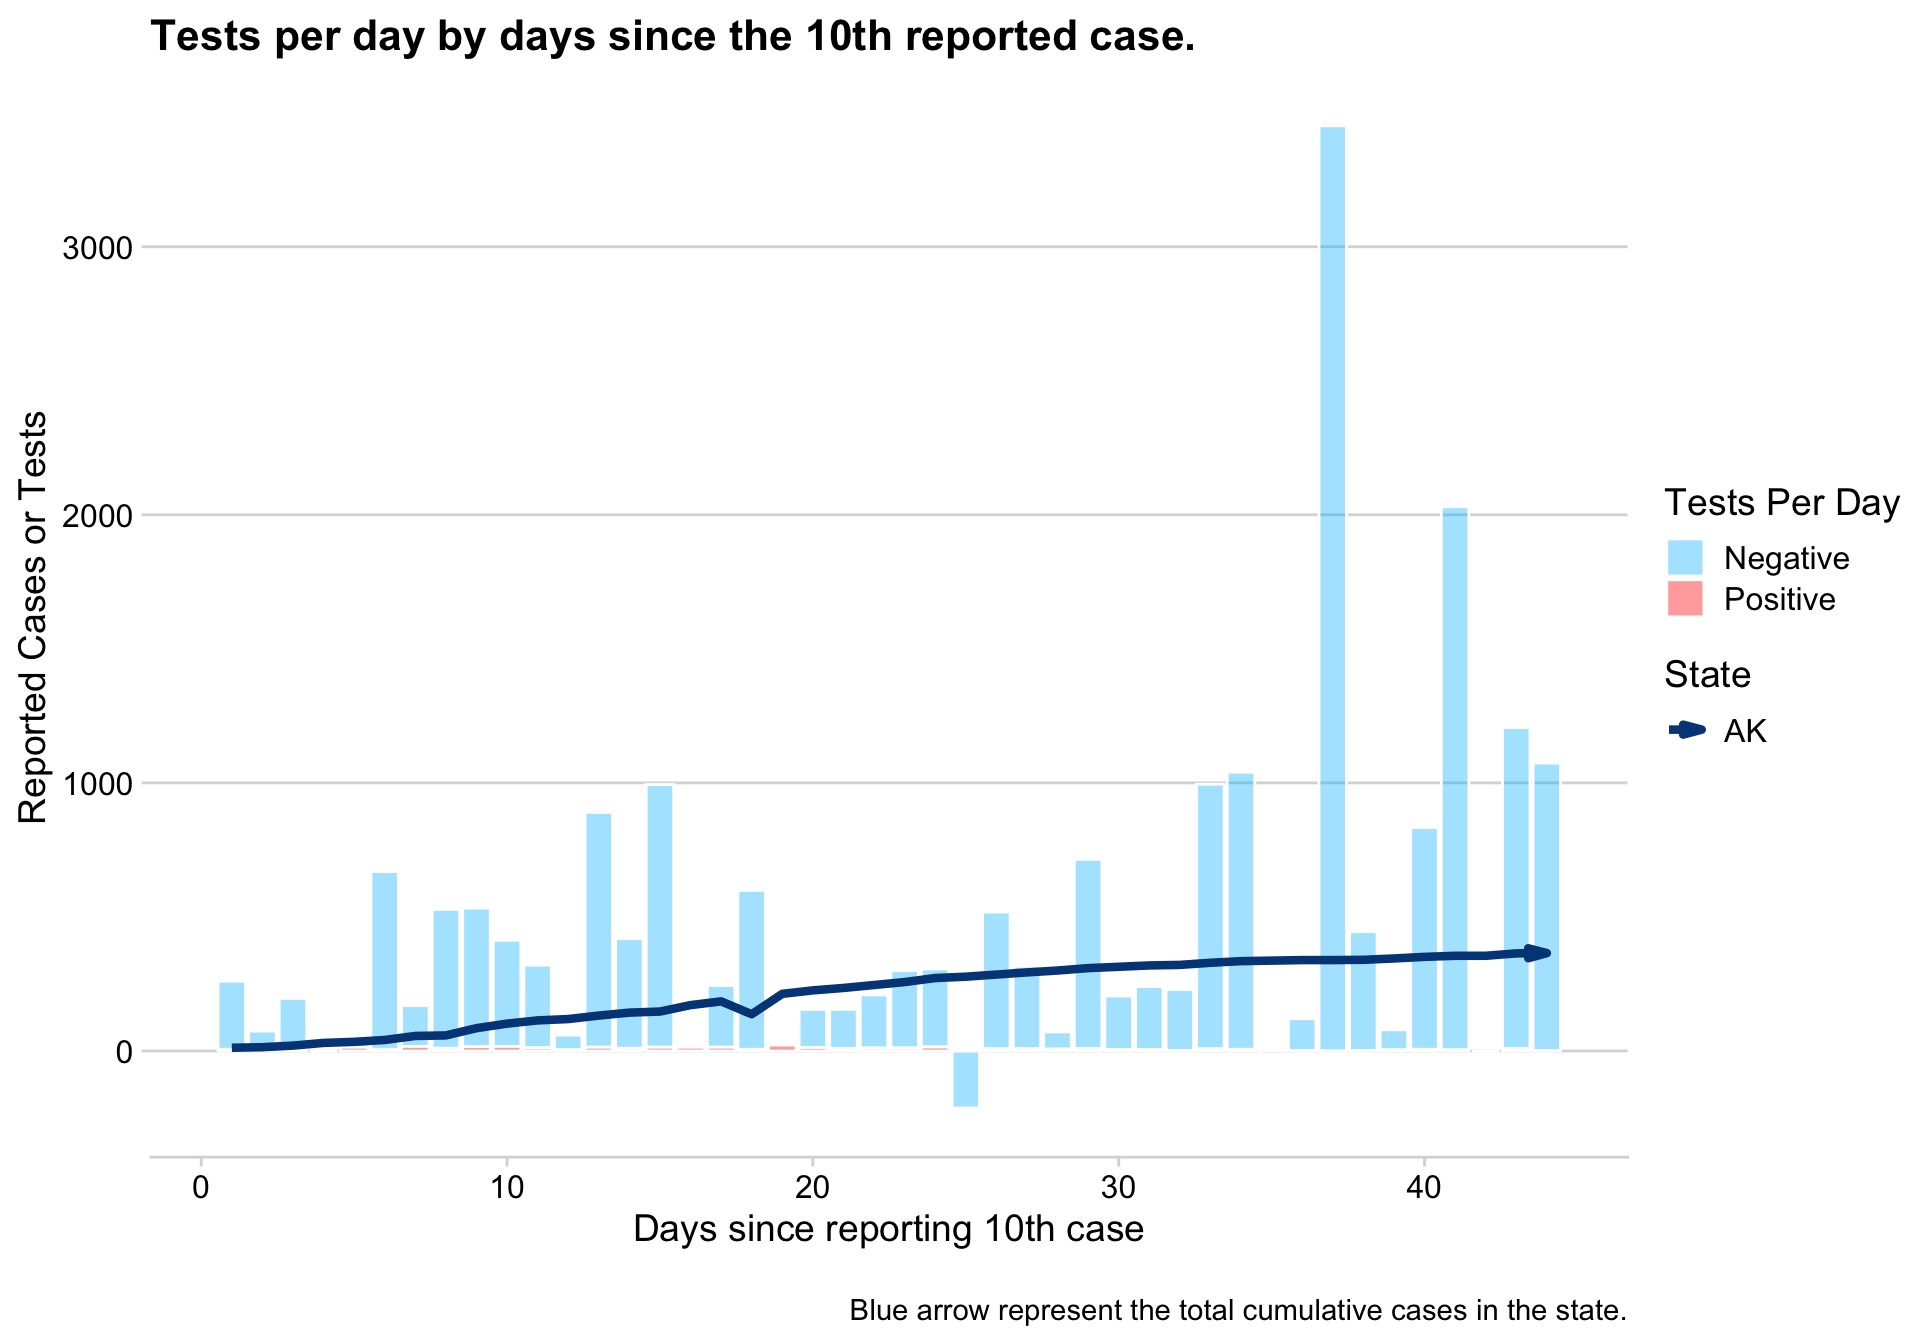 Tests per day by days since the 10th reported case.
Reported Cases or Tests
3000
2000
1000
0
0 10 20 30 40
Days since reporting 10th case
Tests Per Day
Negative
Positive
State
AK
Blue arrow represent the total cumulative cases in the state.